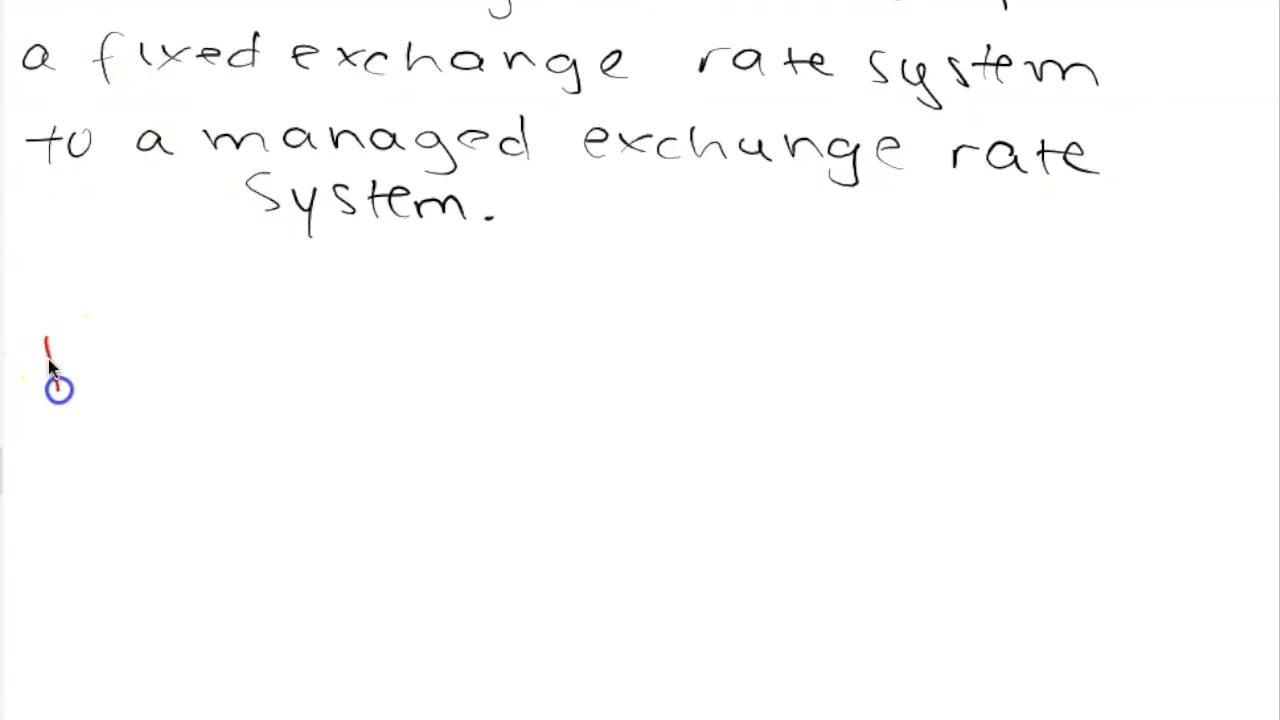 a fixed exchange rate system
to a managed exchange rate
system.